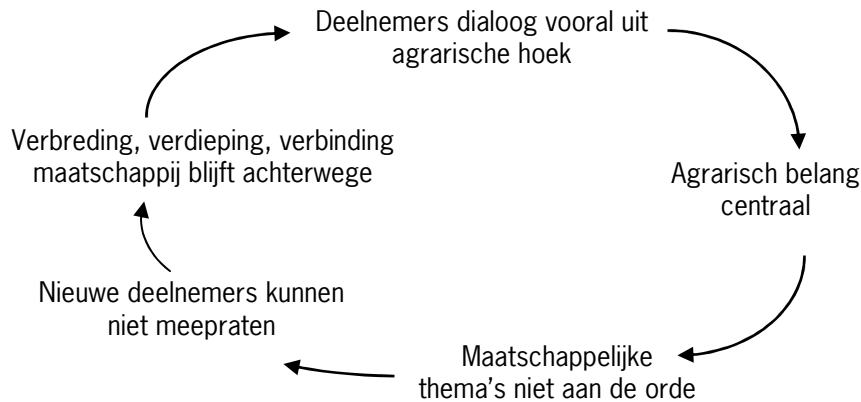 Deelnemers dialoog vooral uit
agrarische hoek
Agrarisch belang
centraal
Maatschappelijke
thema's niet aan de orde
Nieuwe deelnemers kunnen
niet meepraten
Verbreding, verdieping, verbinding
maatschappij blijft achterwege